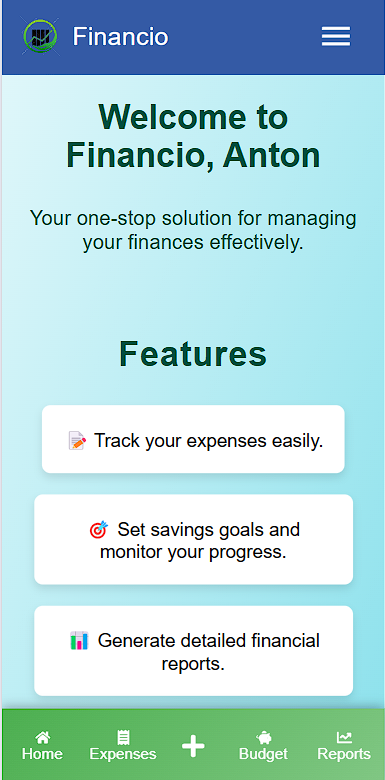 Financio
Welcome to
Financio, Anton
Your one-stop solution for managing
your finances effectively.
Features
Track your expenses easily.
Set savings goals and
monitor your progress.
Generate detailed financial
reports.
Home Expenses Budget Reports